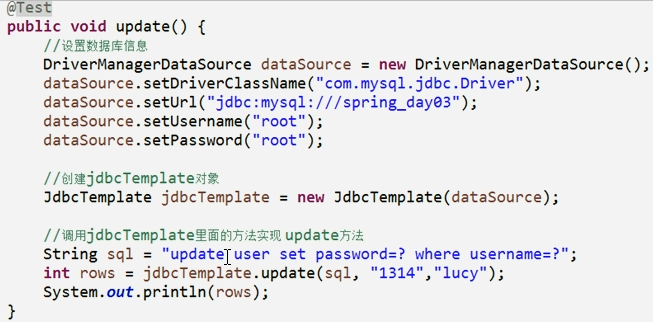 @Test
public void update() {
//设置数据库信息
DriverManagerDataSource dataSource = new DriverManagerDataSource();
dataSource.setDriverClassName("com.mysql.jdbc.Driver");
dataSource.setUrl("jdbc:mysql:///spring_day03");
dataSource.setUsername("root");
dataSource.setPassword("root");
//创建jdbcTemplate对象
JdbcTemplate jdbcTemplate = new JdbcTemplate(dataSource);
//调用jdbcTemplate里面的方法实现 update方法
String sql = "update user set password=? where username=?";
int rows = jdbcTemplate.update(sql, "1314","lucy");
System.out.println(rows);
}